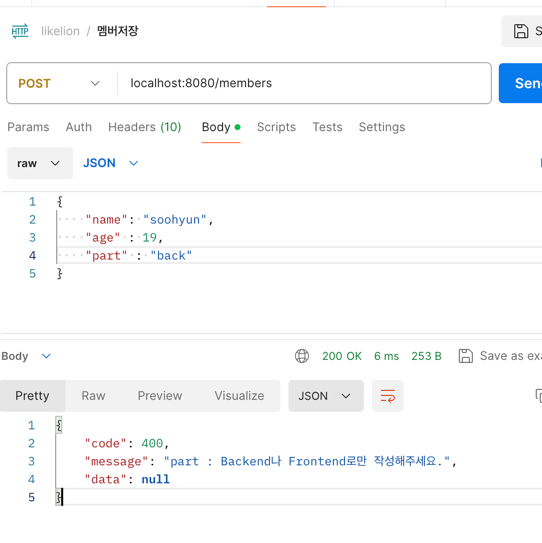 HTTP likelion / 멤버저장
POST localhost:8080/members
Params Auth Headers (10) Body Scripts Tests Settings
raw JSON
1 {
2 "name": "soohyun",
3 "age" : 19,
4 "part" : "back"
5 }
Body 200 OK 6 ms 253 B Save as
Pretty Raw Preview Visualize JSON
1 {
2 "code": 400,
3 "message": "part : Backend나 Frontend로만 작성해주세요.",
4 "data": null
5 }